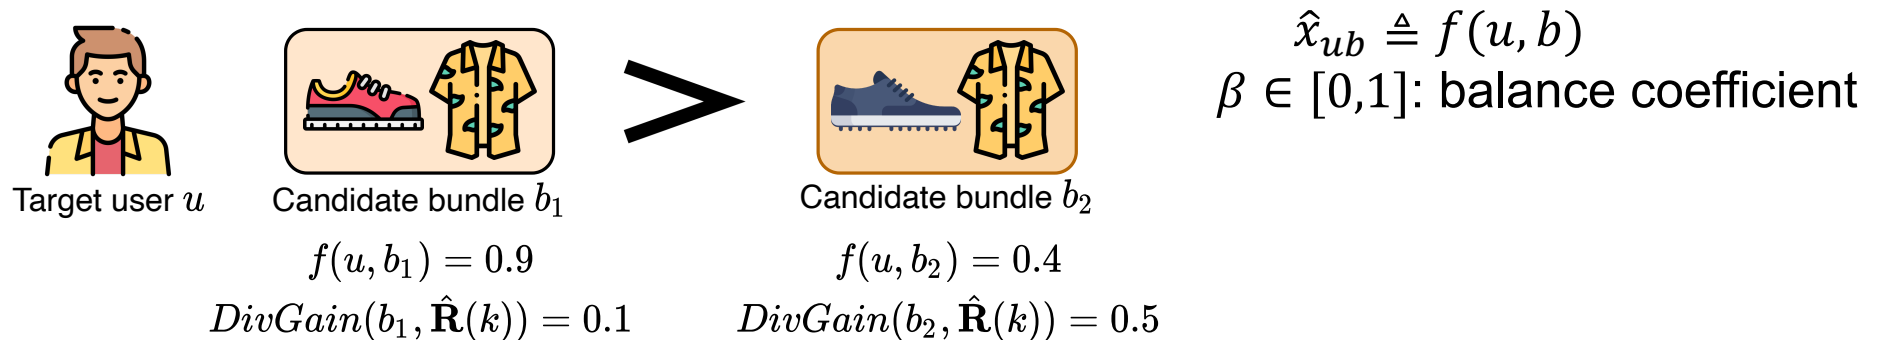 Target user u
Candidate bundle b₁
f(u, b₁) = 0.9
DivGain(b₁, R̂(k)) = 0.1
>
Candidate bundle b₂
f(u, b₂) = 0.4
DivGain(b₂, R̂(k)) = 0.5
x̂ᵤb ≜ f(u, b)
β ∈ [0,1]: balance coefficient